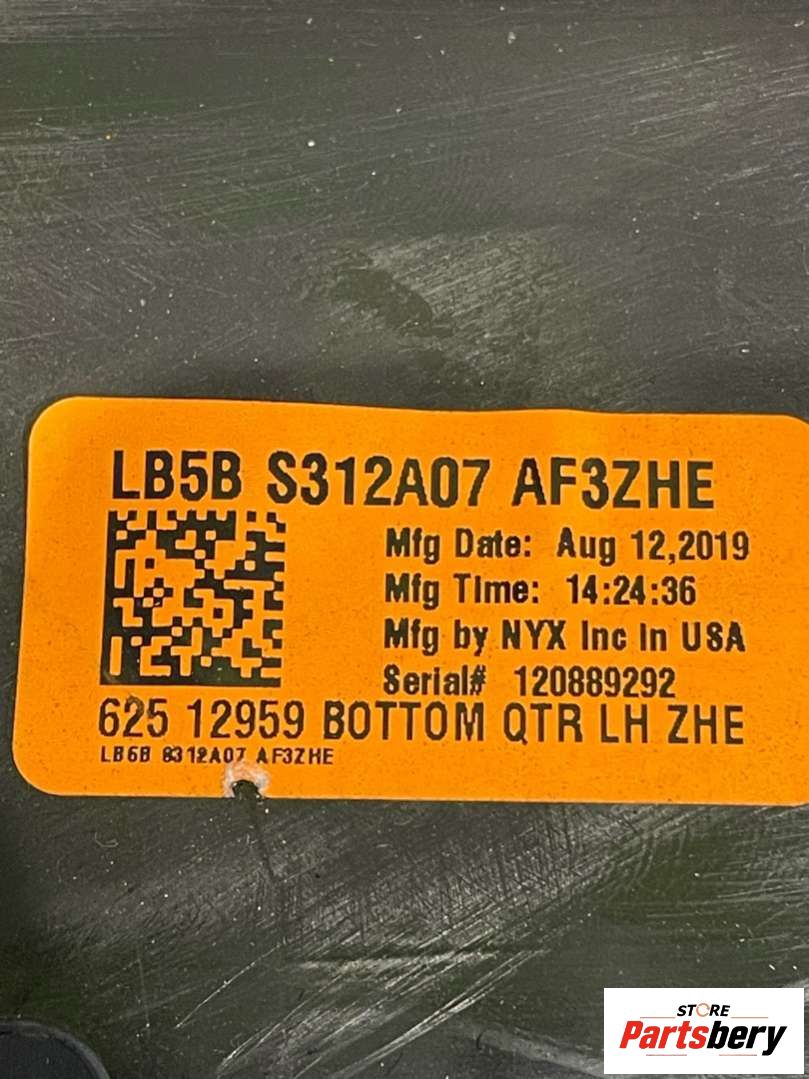 LB5B S312A07 AF3ZHE
Mfg Date: Aug 12,2019
Mfg Time: 14:24:36
Mfg by NYX Inc in USA
Serial# 120889292
625 12959 BOTTOM QTR LH ZHE
LB5B S312A07 AF3ZHE
STORE
Partsbery